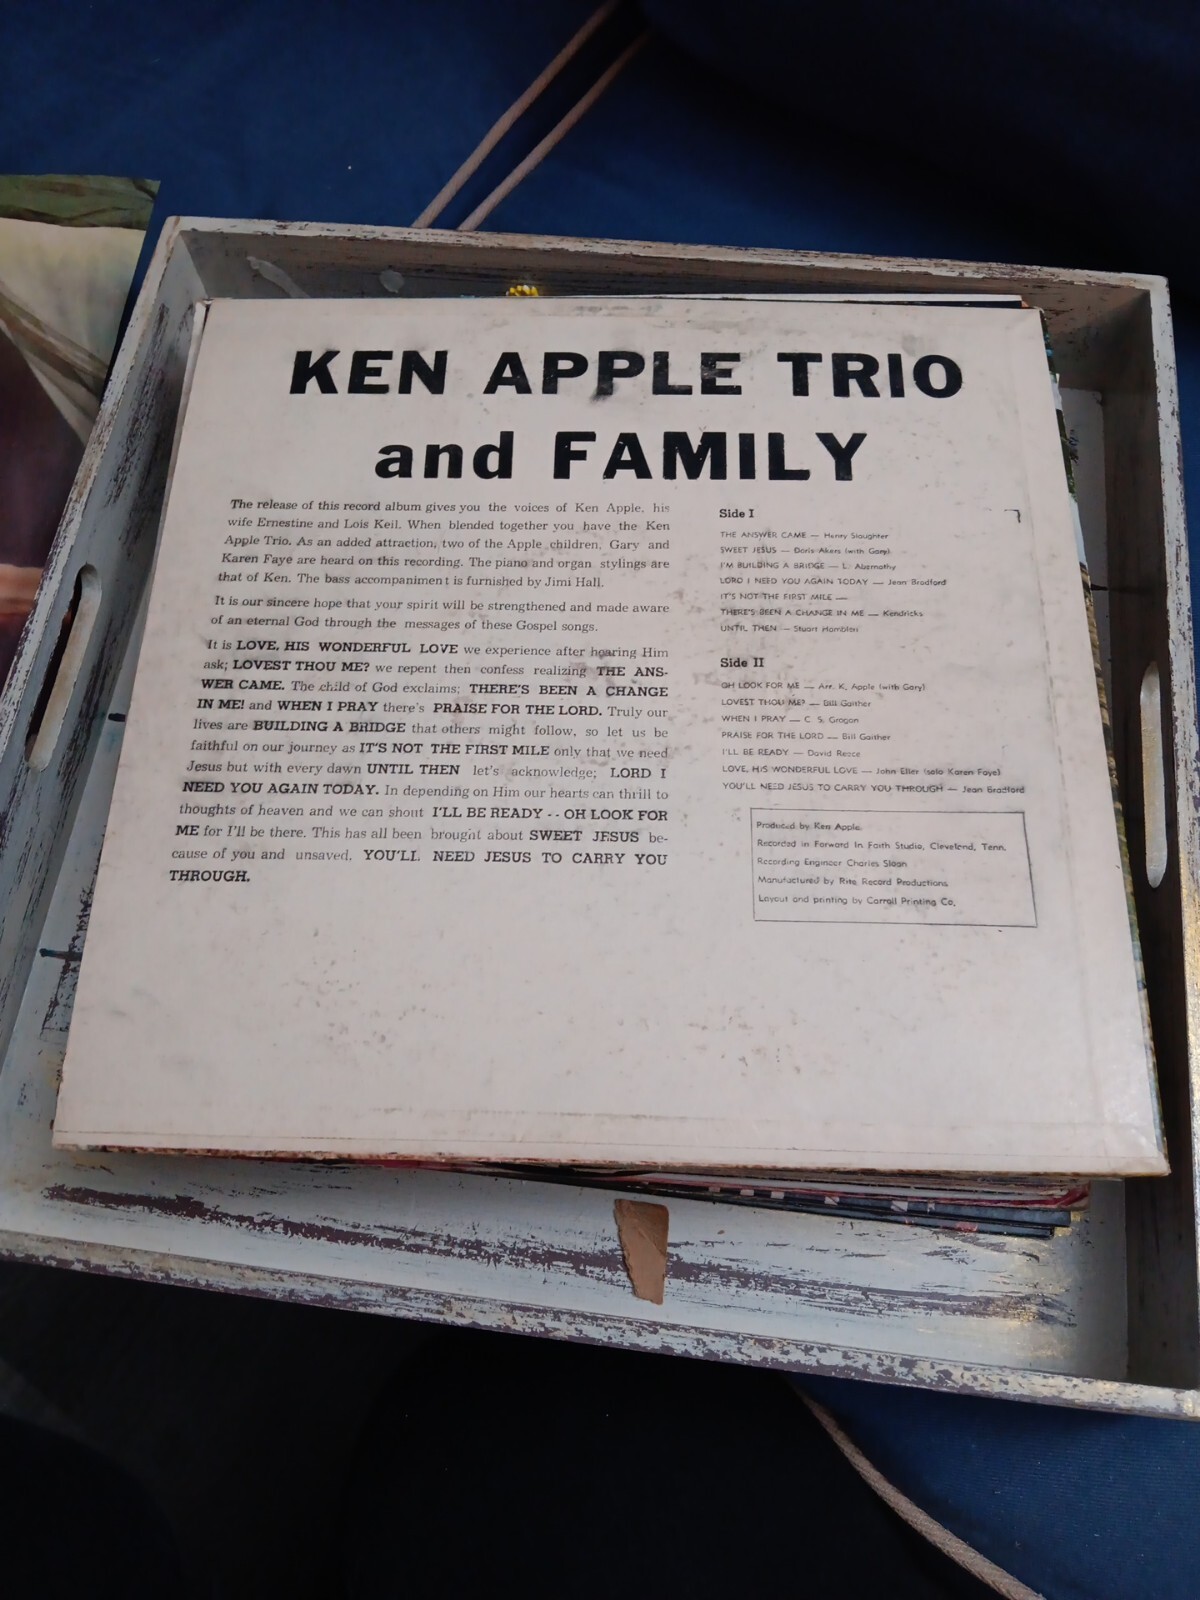 KEN APPLE TRIO
and FAMILY
The release of this record album gives you the voices of Ken Apple, his
wife Ernestine and Lois Keil. When blended together you have the Ken
Apple Trio. As an added attraction, two of the Apple children, Gary and
Karen Faye are heard on this recording. The piano and organ stylings are
that of Ken. The bass accompaniment is furnished by Jimi Hall.
It is our sincere hope that your spirit will be strengthened and made aware
of an eternal God through the messages of these Gospel songs.
It is LOVE, HIS WONDERFUL LOVE we experience after hearing Him
ask; LOVEST THOU ME? we repent then confess realizing THE ANS-
WER CAME. The child of God exclaims; THERE'S BEEN A CHANGE
IN ME! and WHEN I PRAY there's PRAISE FOR THE LORD. Truly our
lives are BUILDING A BRIDGE that others might follow, so let us be
faithful on our journey as IT'S NOT THE FIRST MILE only that we need
Jesus but with every dawn UNTIL THEN let's acknowledge; LORD I
NEED YOU AGAIN TODAY. In depending on Him our hearts can thrill to
thoughts of heaven and we can shout I'LL BE READY - - OH LOOK FOR
ME for I'll be there. This has all been brought about SWEET JESUS be-
cause of you and unsaved, YOU'LL NEED JESUS TO CARRY YOU
THROUGH.
Side I
THE ANSWER CAME — Henry Slaughter
SWEET JESUS — Doris Akers (with Gary)
I'M BUILDING A BRIDGE — L. Abernathy
LORD I NEED YOU AGAIN TODAY — Jean Bradford
IT'S NOT THE FIRST MILE —
THERE'S BEEN A CHANGE IN ME — Kendricks
UNTIL THEN — Stuart Hamblen
Side II
OH LOOK FOR ME — Arr. K. Apple (with Gary)
LOVEST THOU ME? — Bill Gaither
WHEN I PRAY — C. S. Grogan
PRAISE FOR THE LORD — Bill Gaither
I'LL BE READY — David Reece
LOVE, HIS WONDERFUL LOVE — John Eller (solo Karen Faye)
YOU'LL NEED JESUS TO CARRY YOU THROUGH — Jean Bradford
Produced by Ken Apple.
Recorded in Forward In Faith Studio, Cleveland, Tenn.
Recording Engineer Charles Sloan
Manufactured by Rite Record Productions
Layout and printing by Carroll Printing Co.